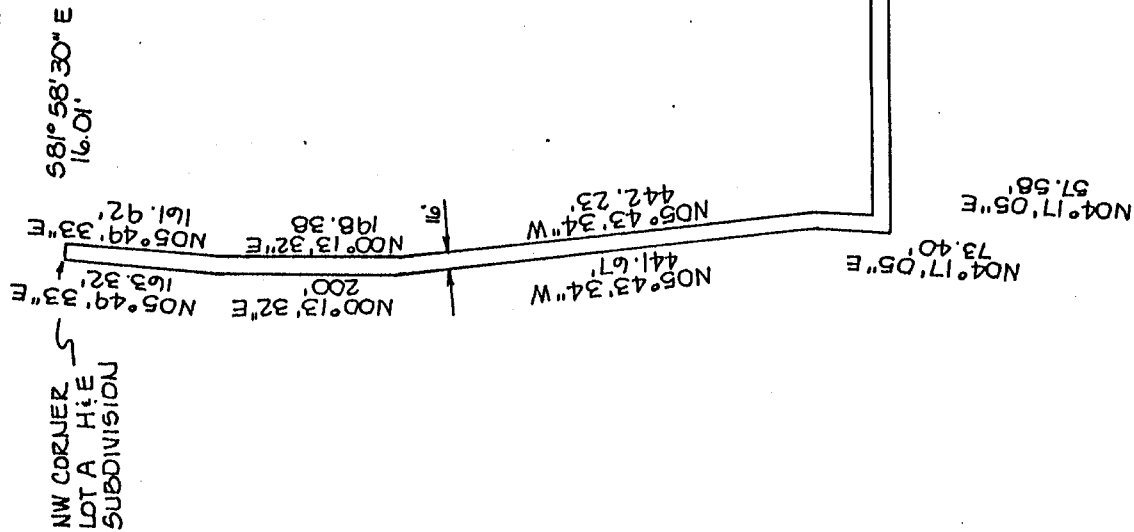 S81°58'30" E
16.01'
NW CORNER
LOT A H&E
SUBDIVISION
N05°49'33"E
161.92'
N05°49'33"E
163.32'
N00°13'32"E
198.38
N00°13'32"E
200'
16.'
N05°43'34"W
442.23'
N05°43'34"W
441.67'
N04°17'05"E
57.58'
N04°17'05"E
73.40'